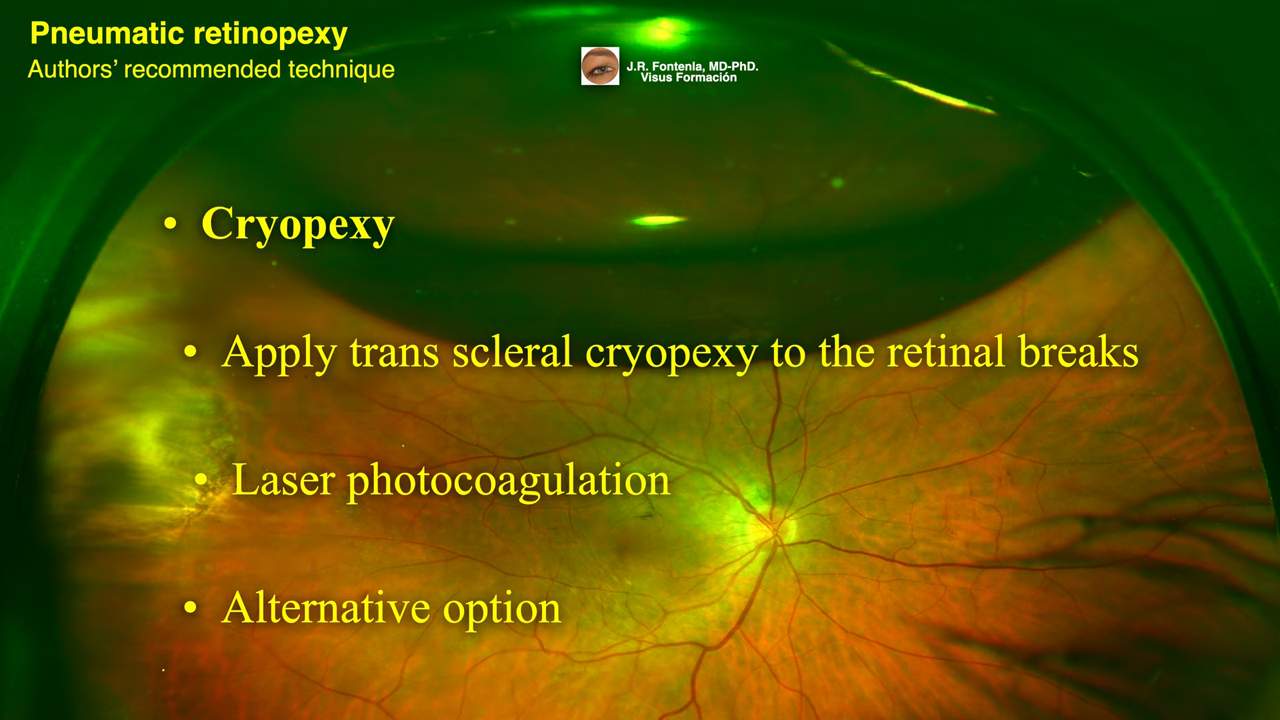 Pneumatic retinopexy
Authors’ recommended technique
J.R. Fontenla, MD-PhD.
Visus Formación
• Cryopexy
• Apply trans scleral cryopexy to the retinal breaks
• Laser photocoagulation
• Alternative option